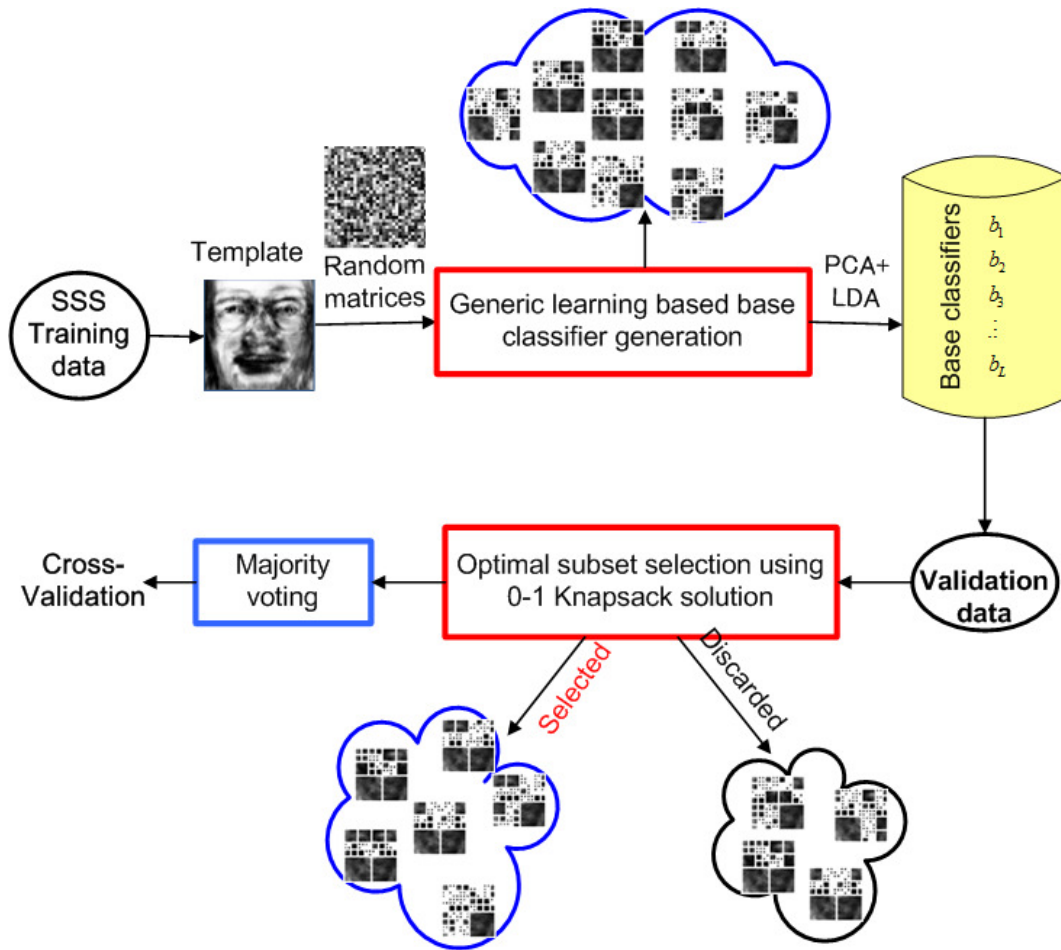 SSS
Training
data
Template
Random
matrices
Generic learning based base
classifier generation
PCA+
LDA
Base classifiers
b₁
b₂
b₃
⋮
b_L
Validation
data
Optimal subset selection using
0-1 Knapsack solution
Majority
voting
Cross-
Validation
Selected
Discarded